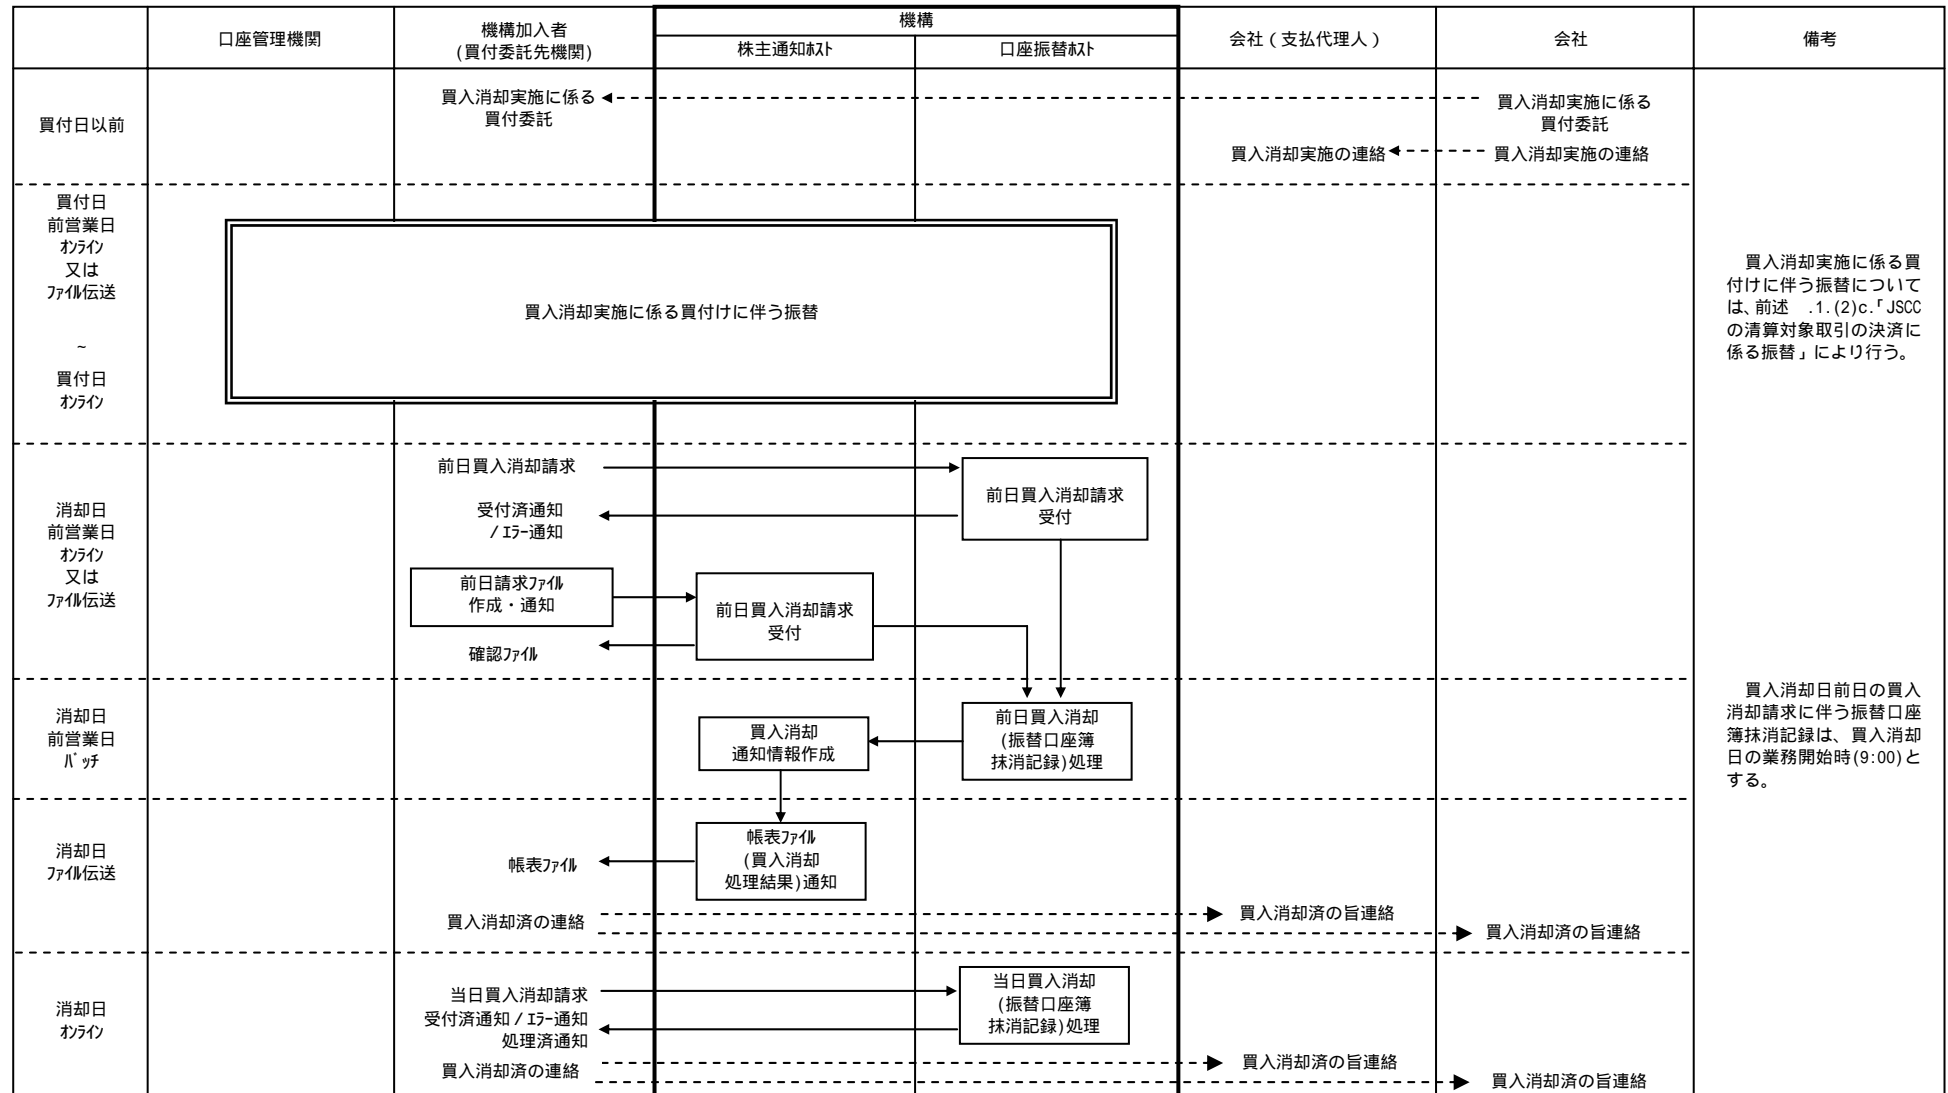 口座管理機関
機構加入者
(買付委託先機関)
機構
株主通知ﾎｽﾄ
口座振替ﾎｽﾄ
会社（支払代理人）
会社
備考
買付日以前
買入消却実施に係る
買付委託
買入消却実施に係る
買付委託
買入消却実施の連絡
買入消却実施の連絡
買付日
前営業日
ｵﾝﾗｲﾝ
又は
ﾌｧｲﾙ伝送
~
買付日
ｵﾝﾗｲﾝ
買入消却実施に係る買付けに伴う振替
買入消却実施に係る買
付けに伴う振替について
は、前述 .1.(2)c.「JSCC
の清算対象取引の決済に
係る振替」により行う。
消却日
前営業日
ｵﾝﾗｲﾝ
又は
ﾌｧｲﾙ伝送
前日買入消却請求
前日買入消却請求
受付
受付済通知
/ｴﾗｰ通知
前日請求ﾌｧｲﾙ
作成・通知
前日買入消却請求
受付
確認ﾌｧｲﾙ
消却日
前営業日
ﾊﾞｯﾁ
買入消却
通知情報作成
前日買入消却
(振替口座簿
抹消記録)処理
買入消却日前日の買入
消却請求に伴う振替口座
簿抹消記録は、買入消却
日の業務開始時(9:00)と
する。
消却日
ﾌｧｲﾙ伝送
帳表ﾌｧｲﾙ
帳表ﾌｧｲﾙ
(買入消却
処理結果)通知
買入消却済の連絡
買入消却済の旨連絡
買入消却済の旨連絡
消却日
ｵﾝﾗｲﾝ
当日買入消却請求
受付済通知/ｴﾗｰ通知
処理済通知
当日買入消却
(振替口座簿
抹消記録)処理
買入消却済の連絡
買入消却済の旨連絡
買入消却済の旨連絡